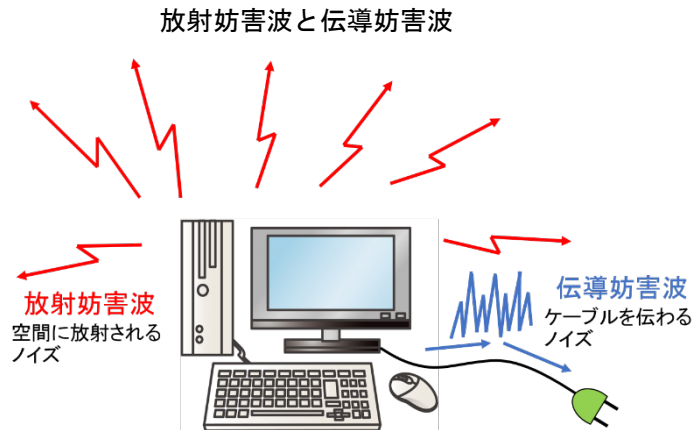 放射妨害波と伝導妨害波
放射妨害波
空間に放射される
ノイズ
伝導妨害波
ケーブルを伝わる
ノイズ